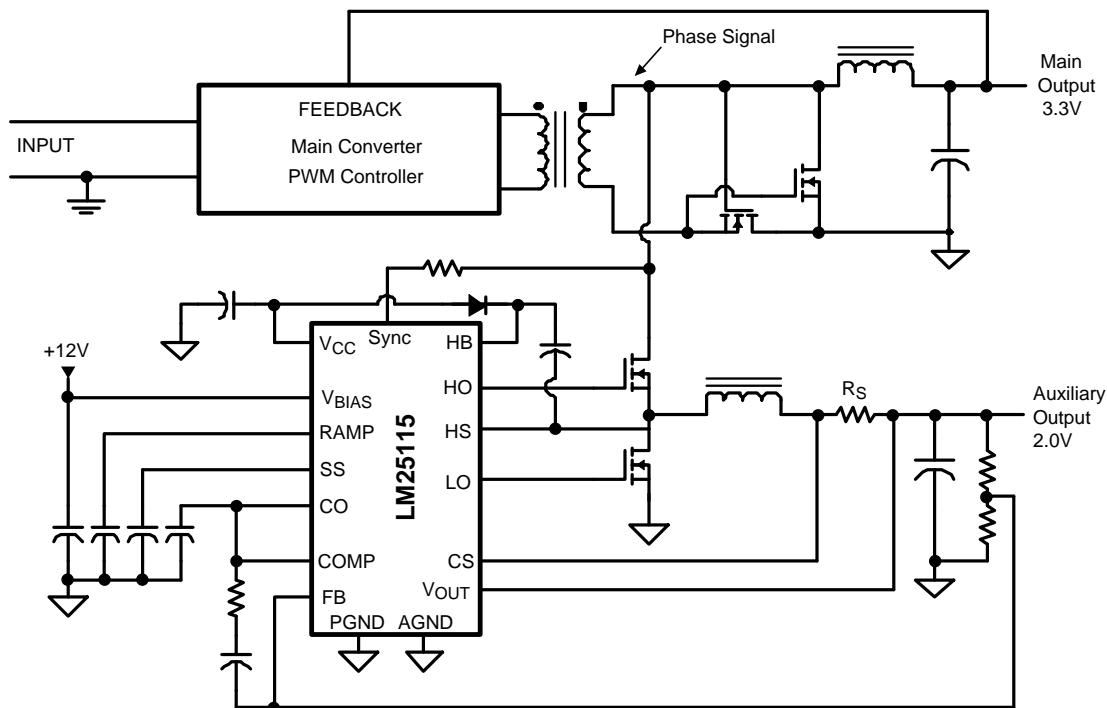 Phase Signal
Main
Output
3.3V
FEEDBACK
Main Converter
PWM Controller
INPUT
Sync
VCC
HB
+12V
HO
VBIAS
RAMP
HS
SS
LO
CO
LM25115
RS
Auxiliary
Output
2.0V
COMP
CS
FB
VOUT
PGND
AGND